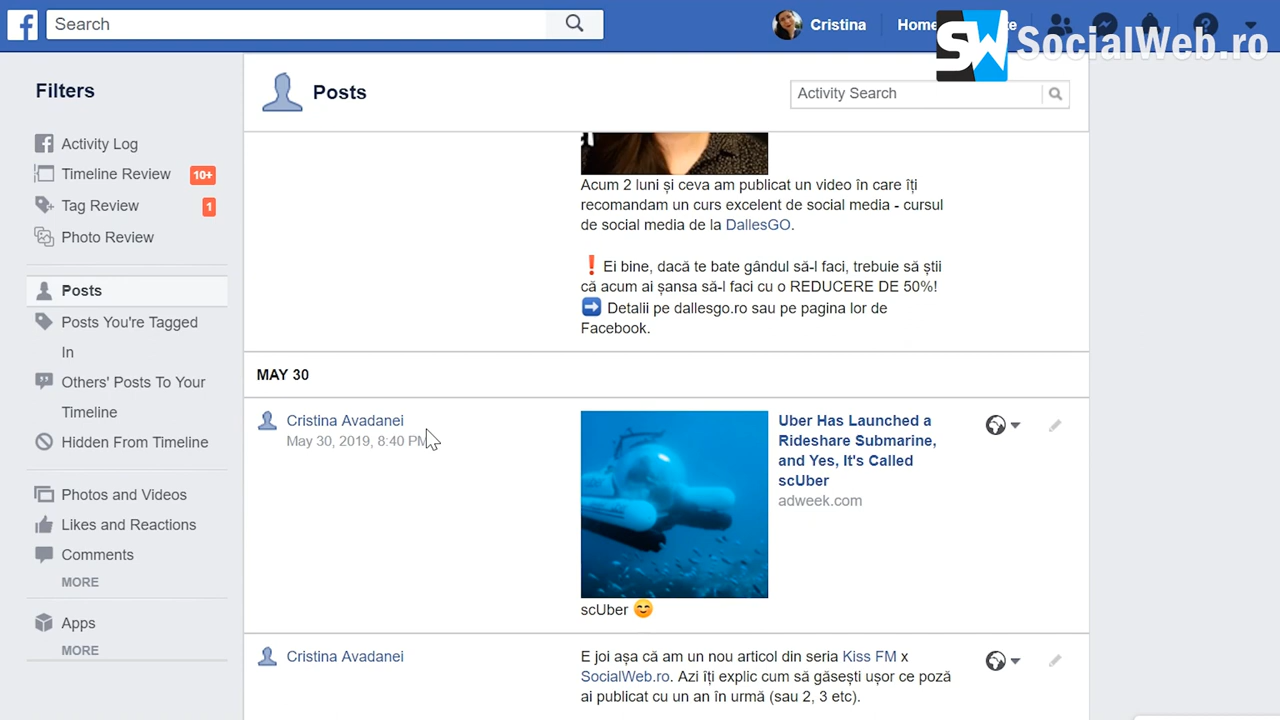 Search
Cristina
Home
SW SocialWeb.ro
Filters
Activity Log
Timeline Review 10+
Tag Review 1
Photo Review
Posts
Posts You're Tagged
In
Others' Posts To Your
Timeline
Hidden From Timeline
Photos and Videos
Likes and Reactions
Comments
MORE
Apps
MORE
Posts
Activity Search
Acum 2 luni și ceva am publicat un video în care îți
recomandam un curs excelent de social media - cursul
de social media de la DallesGO.
❗ Ei bine, dacă te bate gândul să-l faci, trebuie să știi
că acum ai șansa să-l faci cu o REDUCERE DE 50%!
➡ Detalii pe dallesgo.ro sau pe pagina lor de
Facebook.
MAY 30
Cristina Avadanei
May 30, 2019, 8:40 PM
Uber Has Launched a
Rideshare Submarine,
and Yes, It's Called
scUber
adweek.com
scUber 😊
Cristina Avadanei
E joi așa că am un nou articol din seria Kiss FM x
SocialWeb.ro. Azi îți explic cum să găsești ușor ce poză
ai publicat cu un an în urmă (sau 2, 3 etc).